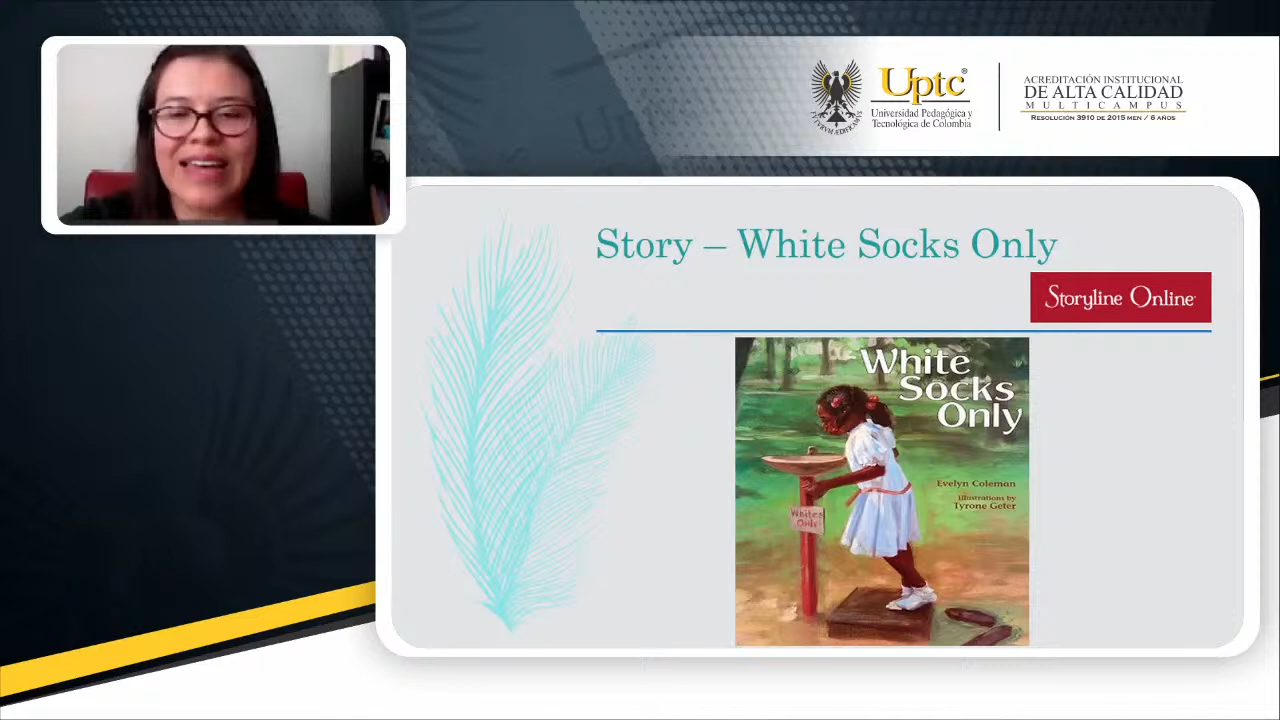 Uptc®
Universidad Pedagógica y
Tecnológica de Colombia
ACREDITACIÓN INSTITUCIONAL
DE ALTA CALIDAD
MULTICAMPUS
RESOLUCIÓN 3910 DE 2015 MEN / 6 AÑOS
Story – White Socks Only
Storyline Online
White
Socks
Only
Evelyn Coleman
Illustrations by
Tyrone Geter
Whites
Only